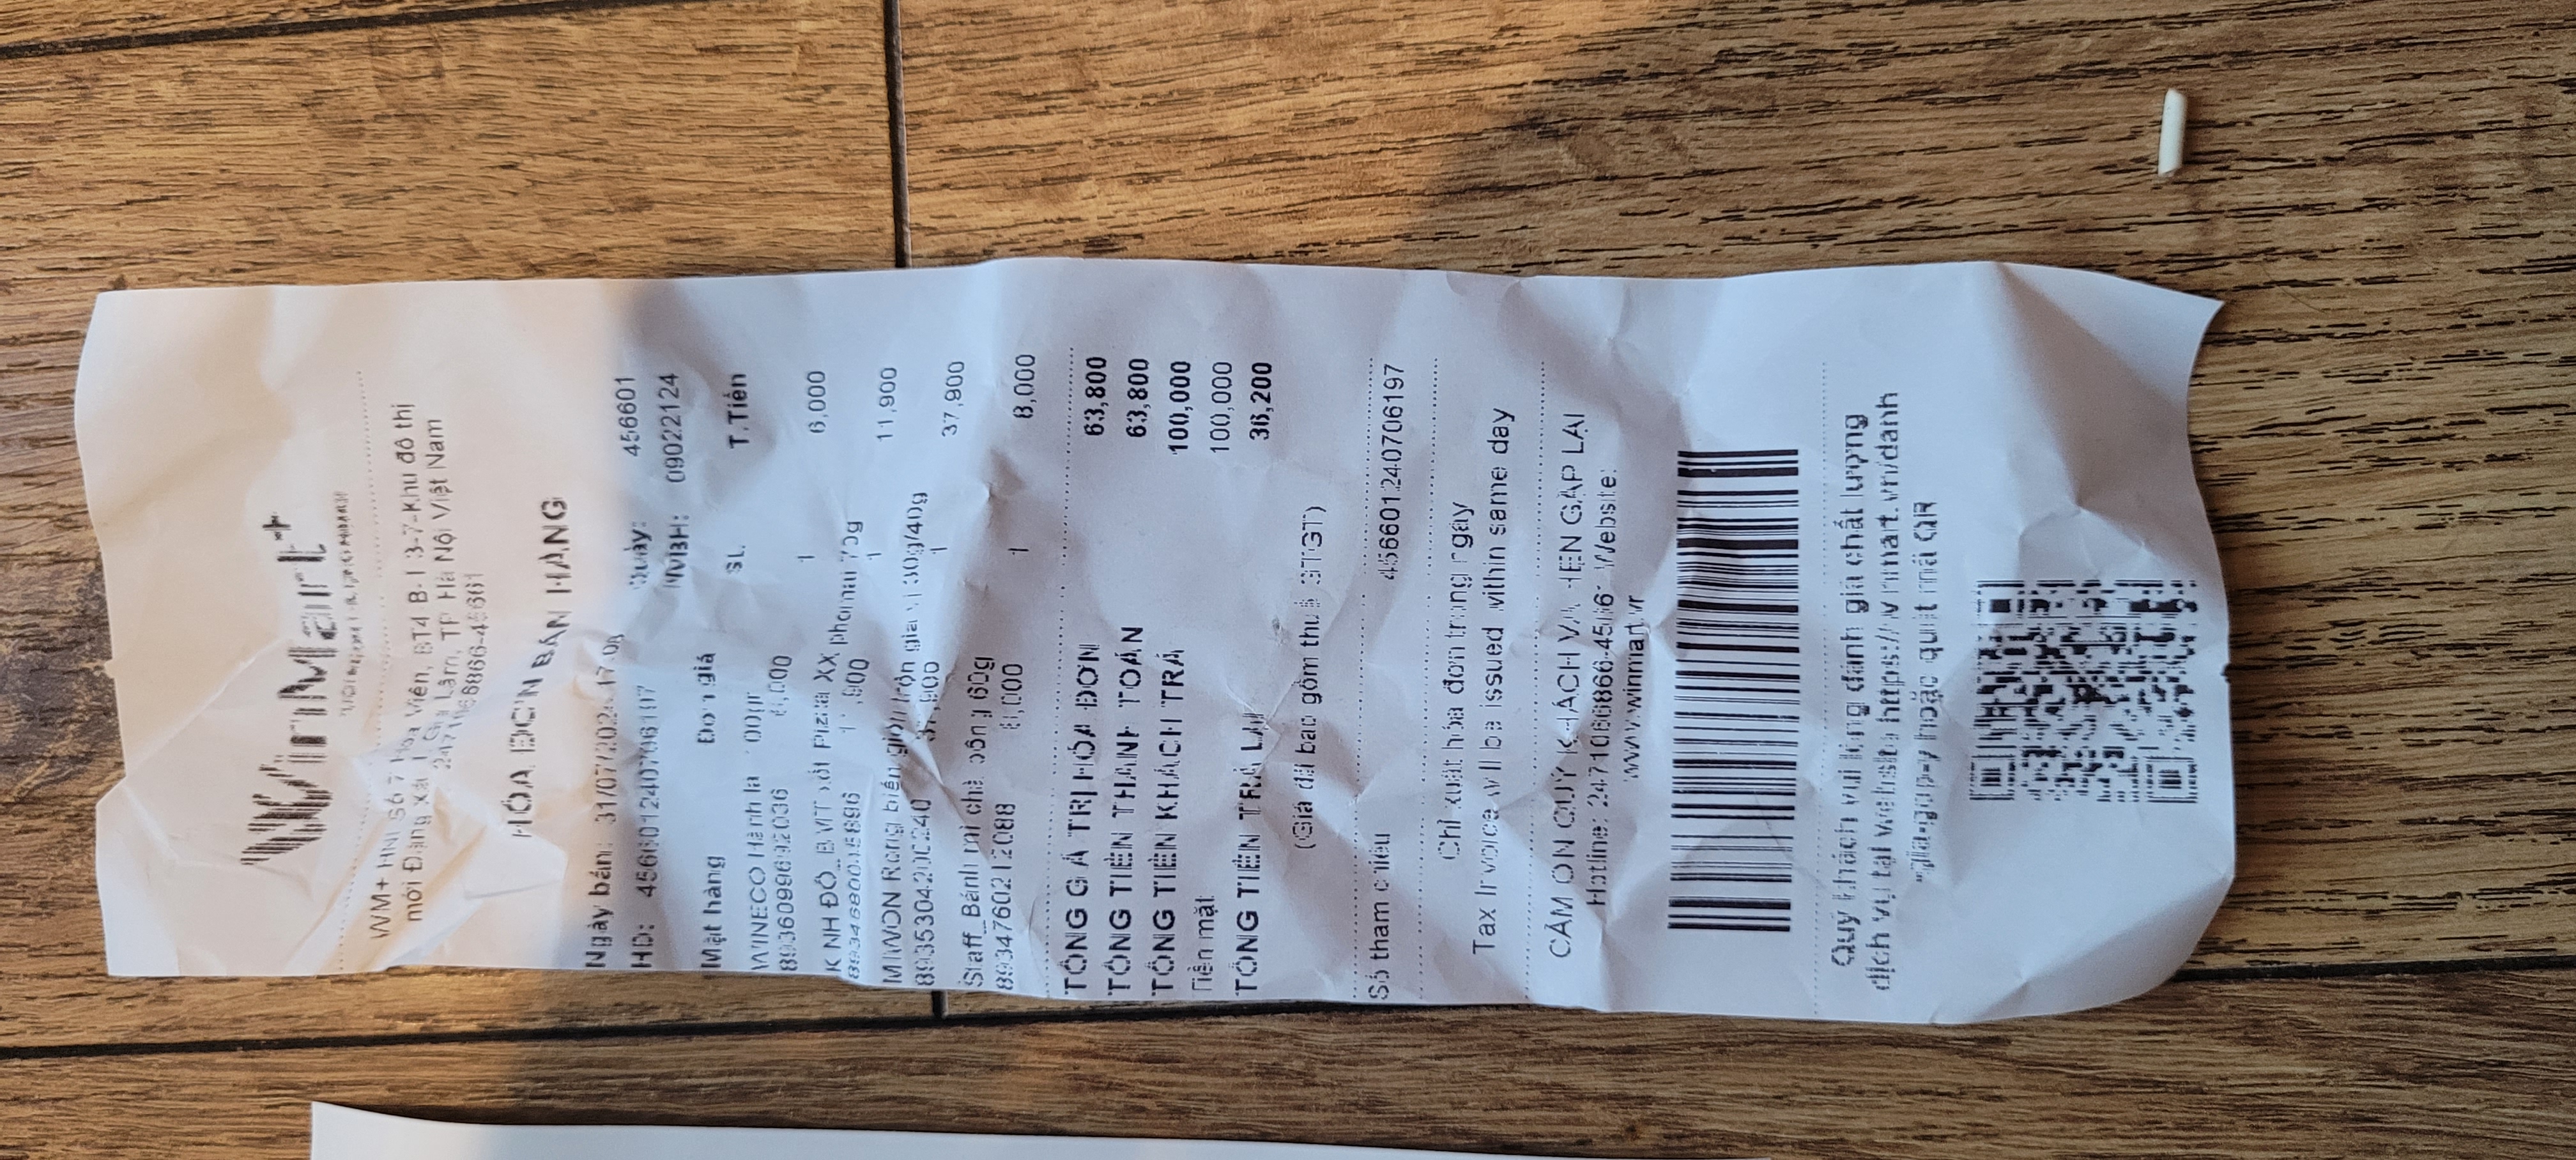 WinMart+
WM+ HNI Số 7 Hoa Viên, BT4 B-1 3-7-Khu đô thị
mới Đặng Xá 1, Gia Lâm, TP. Hà Nội Việt Nam
2471066866-45661
HÓA ĐƠN BÁN HÀNG
Ngày bán: 31/07/2024 17:08
Quầy: 456601
HD: 456601240706197
NVBH: 09022124
Mặt hàng Đơn giá SL T.Tiền
WINECO Hành lá 100gr
8936099692036 6,000 1 6,000
KINH ĐÔ_BMT xốt Pizza XX phomai 75g
8934680045896 11,900 1 11,900
MIWON Rong biển giòn trộn gia vị 30g/40g
8935304200240 37,900 1 37,900
Staff_Bánh mì chà bông 60g
8934760212088 8,000 1 8,000
TỔNG GIÁ TRỊ HÓA ĐƠN 63,800
TỔNG TIỀN THANH TOÁN 63,800
TỔNG TIỀN KHÁCH TRẢ 100,000
Tiền mặt 100,000
TỔNG TIỀN TRẢ LẠI 36,200
(Giá đã bao gồm thuế GTGT)
Số tham chiếu 456601240706197
Chỉ xuất hóa đơn trong ngày
Tax Invoice will be issued within same day
CẢM ƠN QUÝ KHÁCH VÀ HẸN GẶP LẠI
Hotline: 2471066866-45661 Website:
www.winmart.vn
Quý khách vui lòng đánh giá chất lượng
dịch vụ tại website https://winmart.vn/danh
-gia-gop-y hoặc quét mã QR